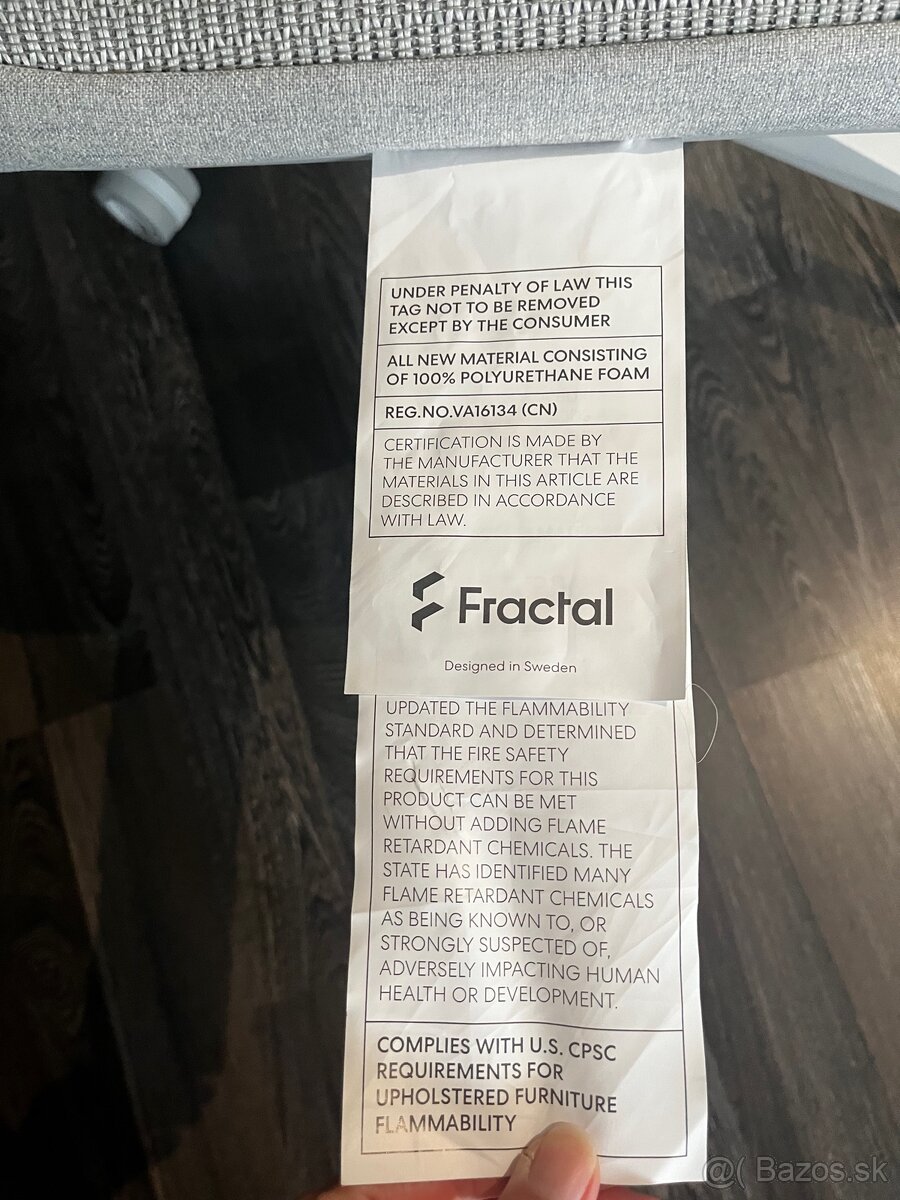 UNDER PENALTY OF LAW THIS
TAG NOT TO BE REMOVED
EXCEPT BY THE CONSUMER
ALL NEW MATERIAL CONSISTING
OF 100% POLYURETHANE FOAM
REG.NO.VA16134 (CN)
CERTIFICATION IS MADE BY
THE MANUFACTURER THAT THE
MATERIALS IN THIS ARTICLE ARE
DESCRIBED IN ACCORDANCE
WITH LAW.
Fractal
Designed in Sweden
UPDATED THE FLAMMABILITY
STANDARD AND DETERMINED
THAT THE FIRE SAFETY
REQUIREMENTS FOR THIS
PRODUCT CAN BE MET
WITHOUT ADDING FLAME
RETARDANT CHEMICALS. THE
STATE HAS IDENTIFIED MANY
FLAME RETARDANT CHEMICALS
AS BEING KNOWN TO, OR
STRONGLY SUSPECTED OF,
ADVERSELY IMPACTING HUMAN
HEALTH OR DEVELOPMENT.
COMPLIES WITH U.S. CPSC
REQUIREMENTS FOR
UPHOLSTERED FURNITURE
FLAMMABILITY
@( Bazos.sk